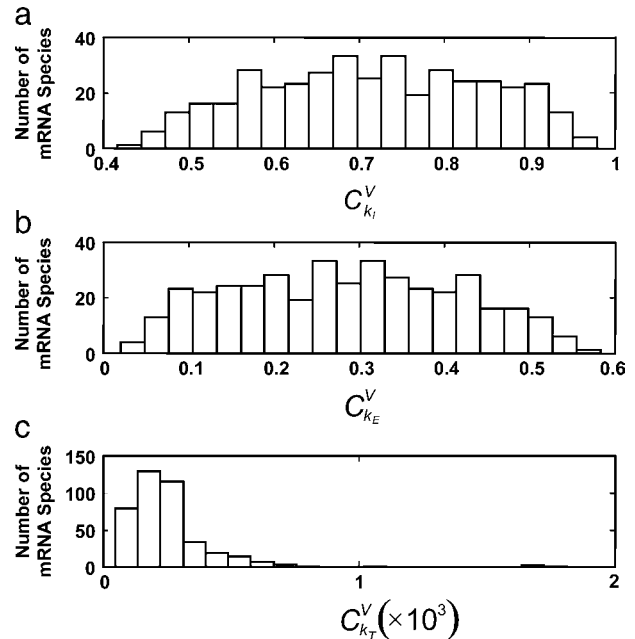 a
Number of
mRNA Species
40
20
0
0.4 0.5 0.6 0.7 0.8 0.9 1
C^V_{k_I}
b
Number of
mRNA Species
40
20
0
0 0.1 0.2 0.3 0.4 0.5 0.6
C^V_{k_E}
c
Number of
mRNA Species
150
100
50
0
0 1 2
C^V_{k_T}(×10^3)